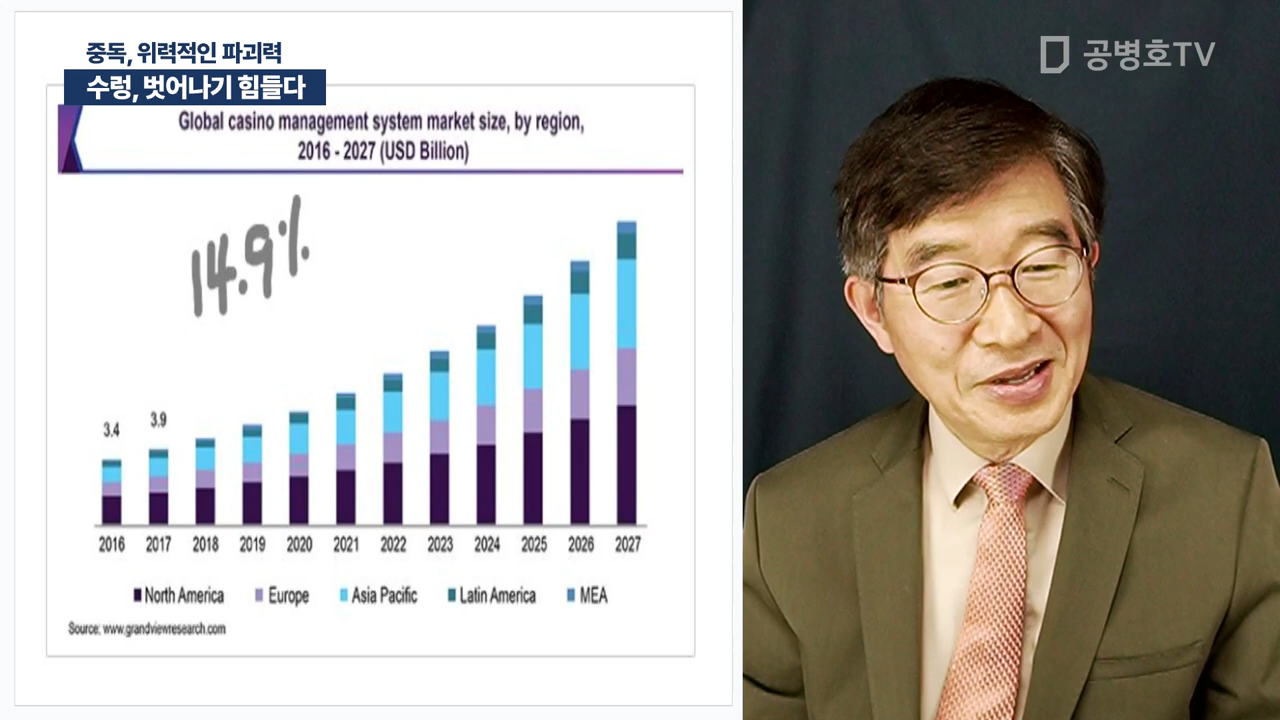 중독, 위력적인 파괴력
수렁, 벗어나기 힘들다
공병호TV
Global casino management system market size, by region,
2016 - 2027 (USD Billion)
14.9%
3.4
3.9
2016 2017 2018 2019 2020 2021 2022 2023 2024 2025 2026 2027
North America Europe Asia Pacific Latin America MEA
Source: www.grandviewresearch.com